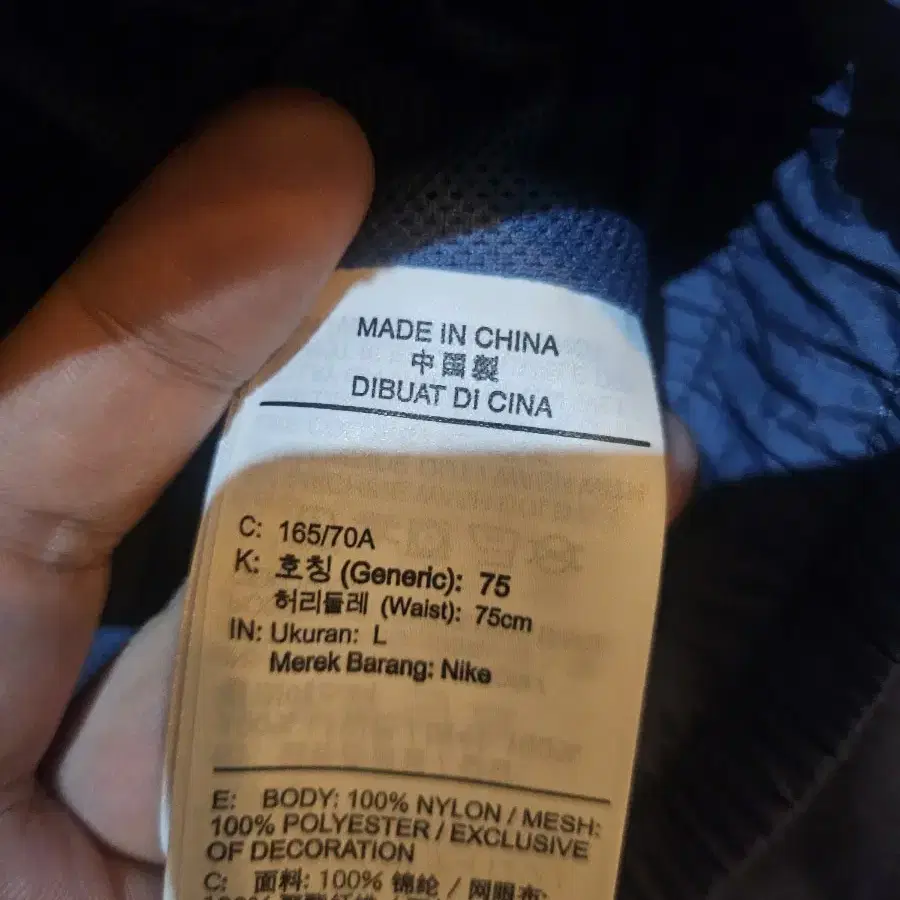 MADE IN CHINA
中國製
DIBUAT DI CINA
C: 165/70A
K: 호칭 (Generic): 75
허리둘레 (Waist): 75cm
IN: Ukuran: L
Merek Barang: Nike
E: BODY: 100% NYLON / MESH:
100% POLYESTER / EXCLUSIVE
OF DECORATION
C: 面料: 100% 锦纶 / 网眼布: